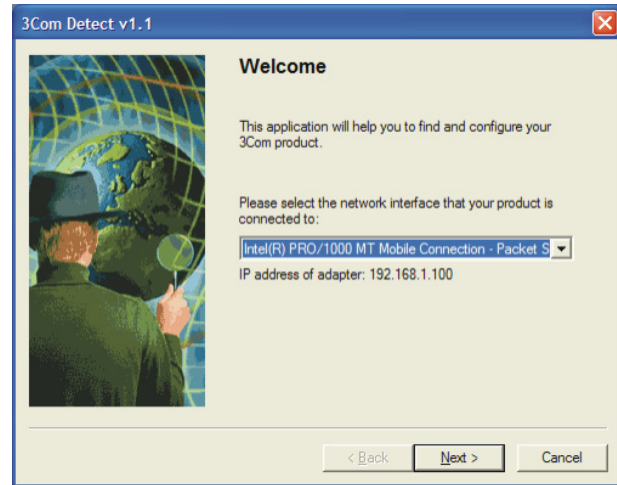 3Com Detect v1.1
Welcome
This application will help you to find and configure your
3Com product.
Please select the network interface that your product is
connected to:
Intel(R) PRO/1000 MT Mobile Connection - Packet S
IP address of adapter: 192.168.1.100
< Back
Next >
Cancel